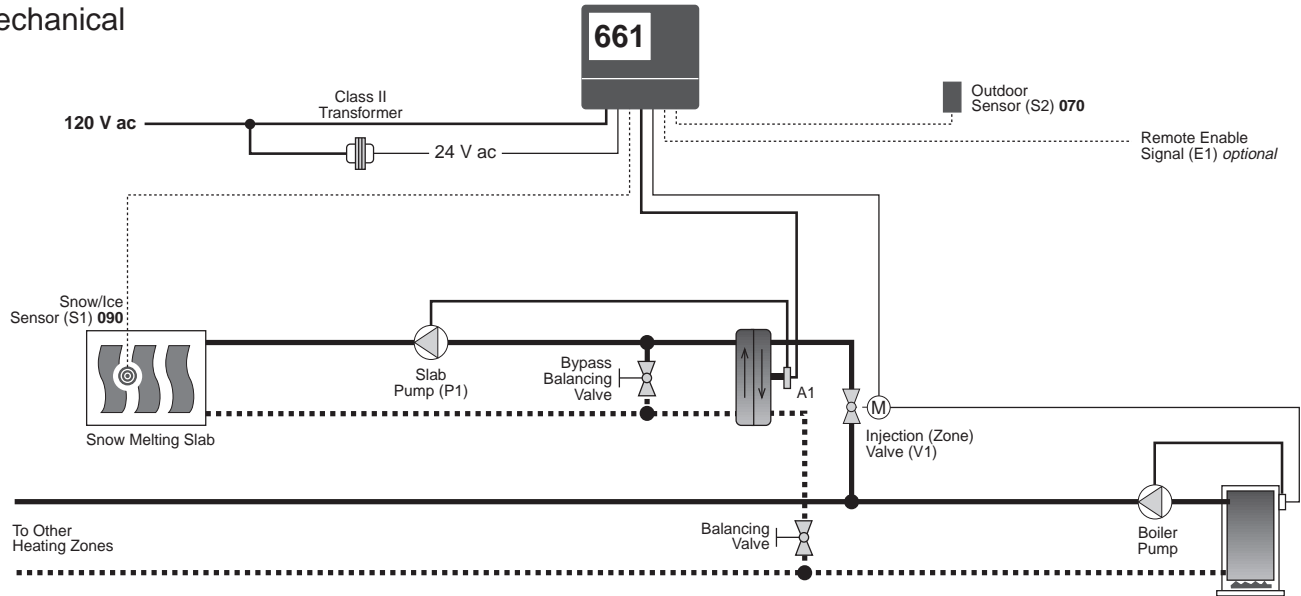 echanical
661
Class II
Transformer
120 V ac
24 V ac
Outdoor
Sensor (S2) 070
Remote Enable
Signal (E1) optional
Snow/Ice
Sensor (S1) 090
Slab
Pump (P1)
Bypass
Balancing
Valve
A1
M
Injection (Zone)
Valve (V1)
Snow Melting Slab
To Other
Heating Zones
Balancing
Valve
Boiler
Pump